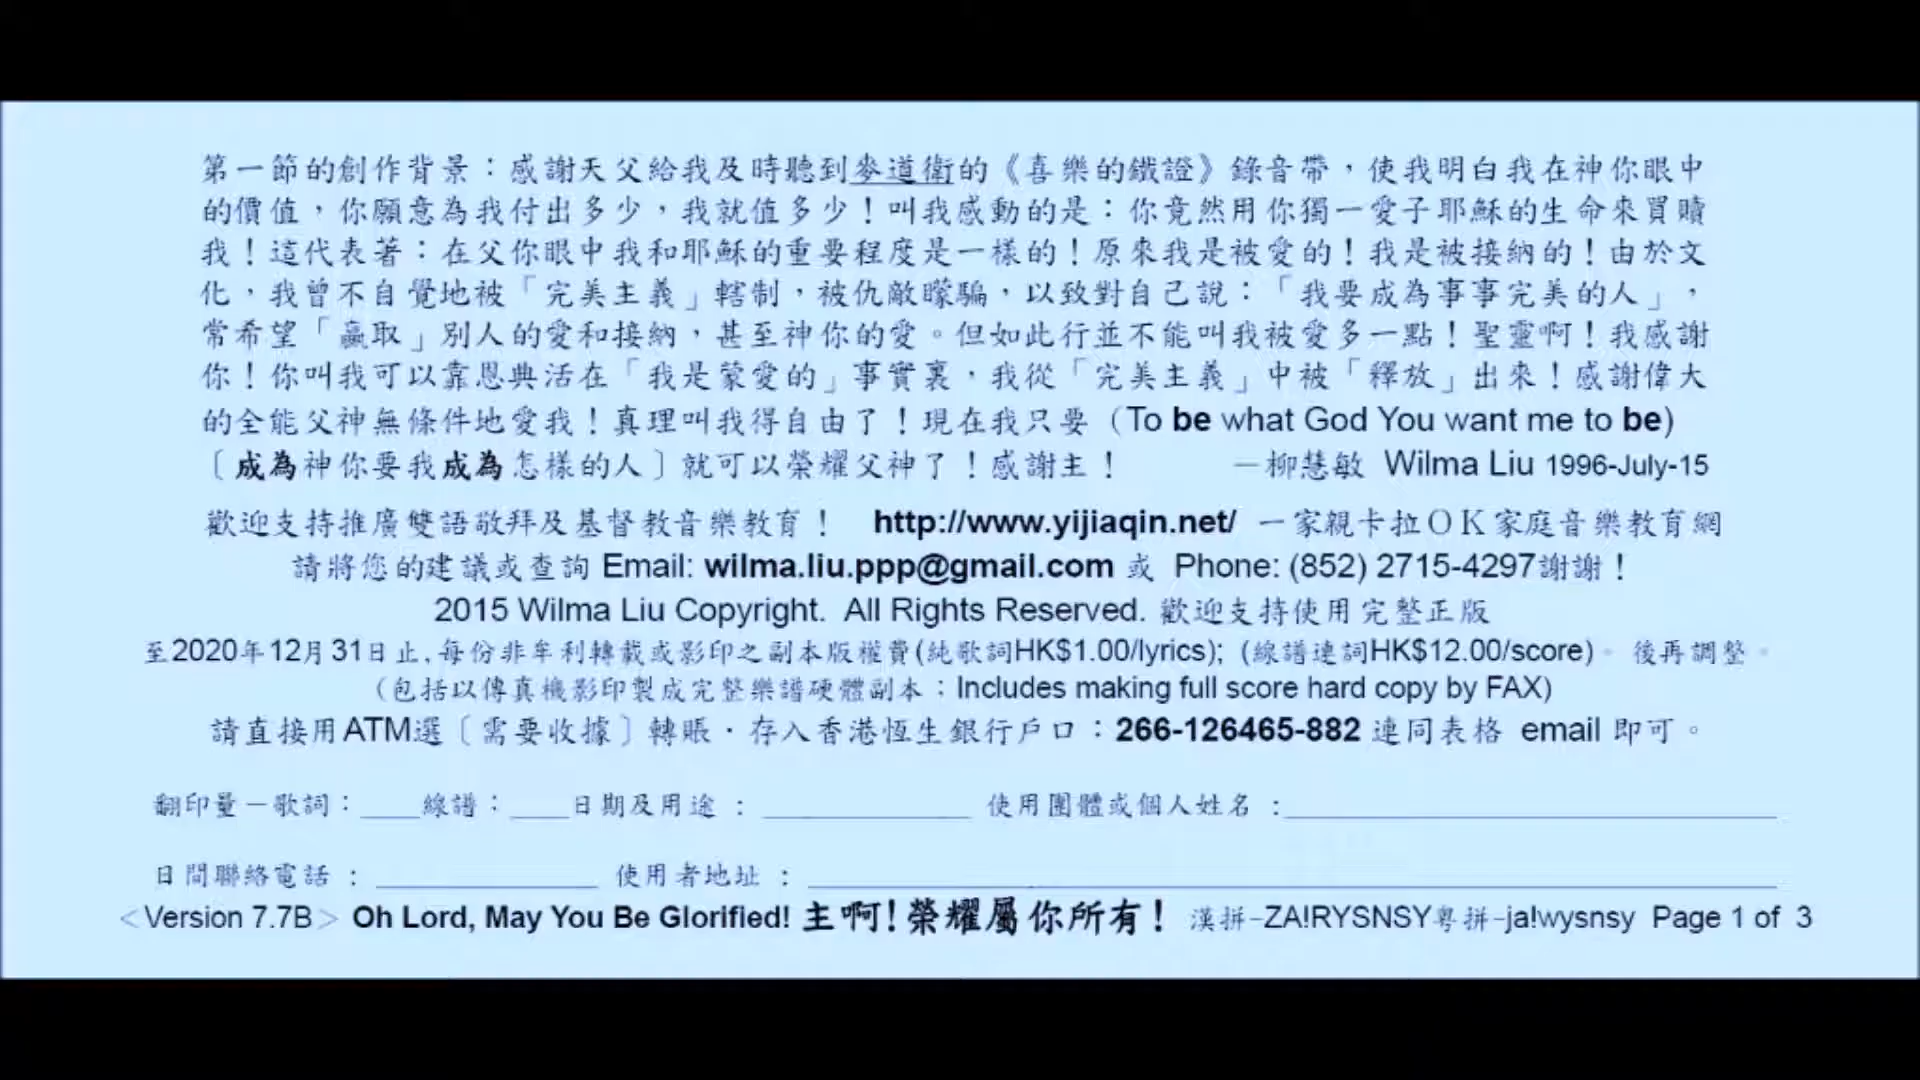 第一節的創作背景：感謝天父給我及時聽到麥道衛的《喜樂的鐵證》錄音帶，使我明白我在神你眼中
的價值，你願意為我付出多少，我就值多少！叫我感動的是：你竟然用你獨一愛子耶穌的生命來買贖
我！這代表著：在父你眼中我和耶穌的重要程度是一樣的！原來我是被愛的！我是被接納的！由於文
化，我曾不自覺地被「完美主義」轄制，被仇敵矇騙，以致對自己說：「我要成為事事完美的人」，
常希望「贏取」別人的愛和接納，甚至神你的愛。但如此行並不能叫我被愛多一點！聖靈啊！我感謝
你！你叫我可以靠恩典活在「我是蒙愛的」事實裏，我從「完美主義」中被「釋放」出來！感謝偉大
的全能父神無條件地愛我！真理叫我得自由了！現在我只要（To be what God You want me to be)
〔成為神你要我成為怎樣的人〕就可以榮耀父神了！感謝主！ －柳慧敏 Wilma Liu 1996-July-15
歡迎支持推廣雙語敬拜及基督教音樂教育！ http://www.yijiaqin.net/ 一家親卡拉ＯＫ家庭音樂教育網
請將您的建議或查詢 Email: wilma.liu.ppp@gmail.com 或 Phone: (852) 2715-4297謝謝！
2015 Wilma Liu Copyright. All Rights Reserved. 歡迎支持使用完整正版
至2020年12月31日止,每份非牟利轉載或影印之副本版權費(純歌詞HK$1.00/lyrics); (線譜連詞HK$12.00/score)。後再調整。
（包括以傳真機影印製成完整樂譜硬體副本；Includes making full score hard copy by FAX)
請直接用ATM選〔需要收據〕轉賬．存入香港恆生銀行戶口：266-126465-882 連同表格 email 即可。
翻印量－歌詞：____線譜：____日期及用途 ：______________ 使用團體或個人姓名 ：__________________________________
日間聯絡電話 ：_______________ 使用者地址 ：__________________________________________________________________
＜Version 7.7B＞ Oh Lord, May You Be Glorified! 主啊！榮耀屬你所有！ 漢拼-ZA!RYSNSY粵拼-ja!wysnsy Page 1 of 3